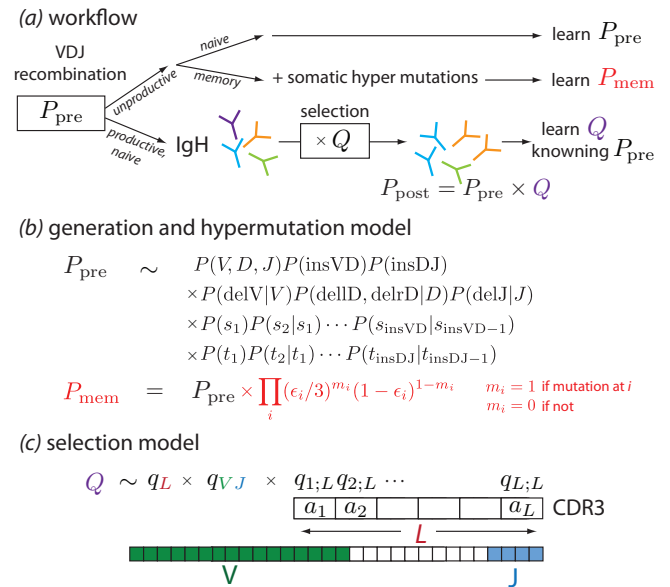 (a) workflow
VDJ
recombination
P_pre
unproductive
productive,
naive
naive
memory
learn P_pre
+ somatic hyper mutations
learn P_mem
IgH
selection
× Q
learn Q
knowning P_pre
P_post = P_pre × Q
(b) generation and hypermutation model
P_pre ∼ P(V, D, J)P(insVD)P(insDJ)
×P(delV|V)P(dellD, delrD|D)P(delJ|J)
×P(s_1)P(s_2|s_1) ⋯ P(s_insVD|s_insVD−1)
×P(t_1)P(t_2|t_1) ⋯ P(t_insDJ|t_insDJ−1)
P_mem = P_pre × ∏_i (ϵ_i/3)^{m_i}(1 − ϵ_i)^{1−m_i} m_i = 1 if mutation at i
m_i = 0 if not
(c) selection model
Q ∼ q_L × q_VJ × q_{1;L} q_{2;L} ⋯ q_{L;L}
a_1 a_2 a_L CDR3
L
V J